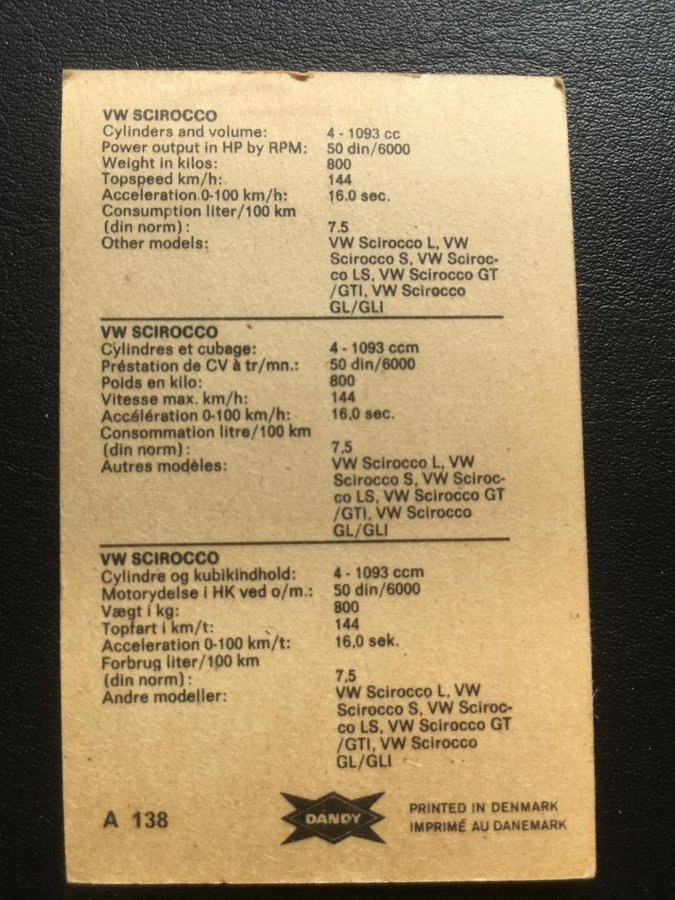 VW SCIROCCO
Cylinders and volume: 4 - 1093 cc
Power output in HP by RPM: 50 din/6000
Weight in kilos: 800
Topspeed km/h: 144
Acceleration 0-100 km/h: 16.0 sec.
Consumption liter/100 km
(din norm): 7.5
Other models: VW Scirocco L, VW
Scirocco S, VW Sciroc-
co LS, VW Scirocco GT
/GTI, VW Scirocco
GL/GLI
VW SCIROCCO
Cylindres et cubage: 4 - 1093 ccm
Préstation de CV à tr/mn.: 50 din/6000
Poids en kilo: 800
Vitesse max. km/h: 144
Accélération 0-100 km/h: 16,0 sec.
Consommation litre/100 km
(din norm): 7.5
Autres modèles: VW Scirocco L, VW
Scirocco S, VW Sciroc-
co LS, VW Scirocco GT
/GTI, VW Scirocco
GL/GLI
VW SCIROCCO
Cylindre og kubikindhold: 4 - 1093 ccm
Motorydelse i HK ved o/m.: 50 din/6000
Vægt i kg: 800
Topfart i km/t: 144
Acceleration 0-100 km/t: 16,0 sek.
Forbrug liter/100 km
(din norm): 7,5
Andre modeller: VW Scirocco L, VW
Scirocco S, VW Sciroc-
co LS, VW Scirocco GT
/GTI, VW Scirocco
GL/GLI
A 138
DANDY
PRINTED IN DENMARK
IMPRIMÉ AU DANEMARK